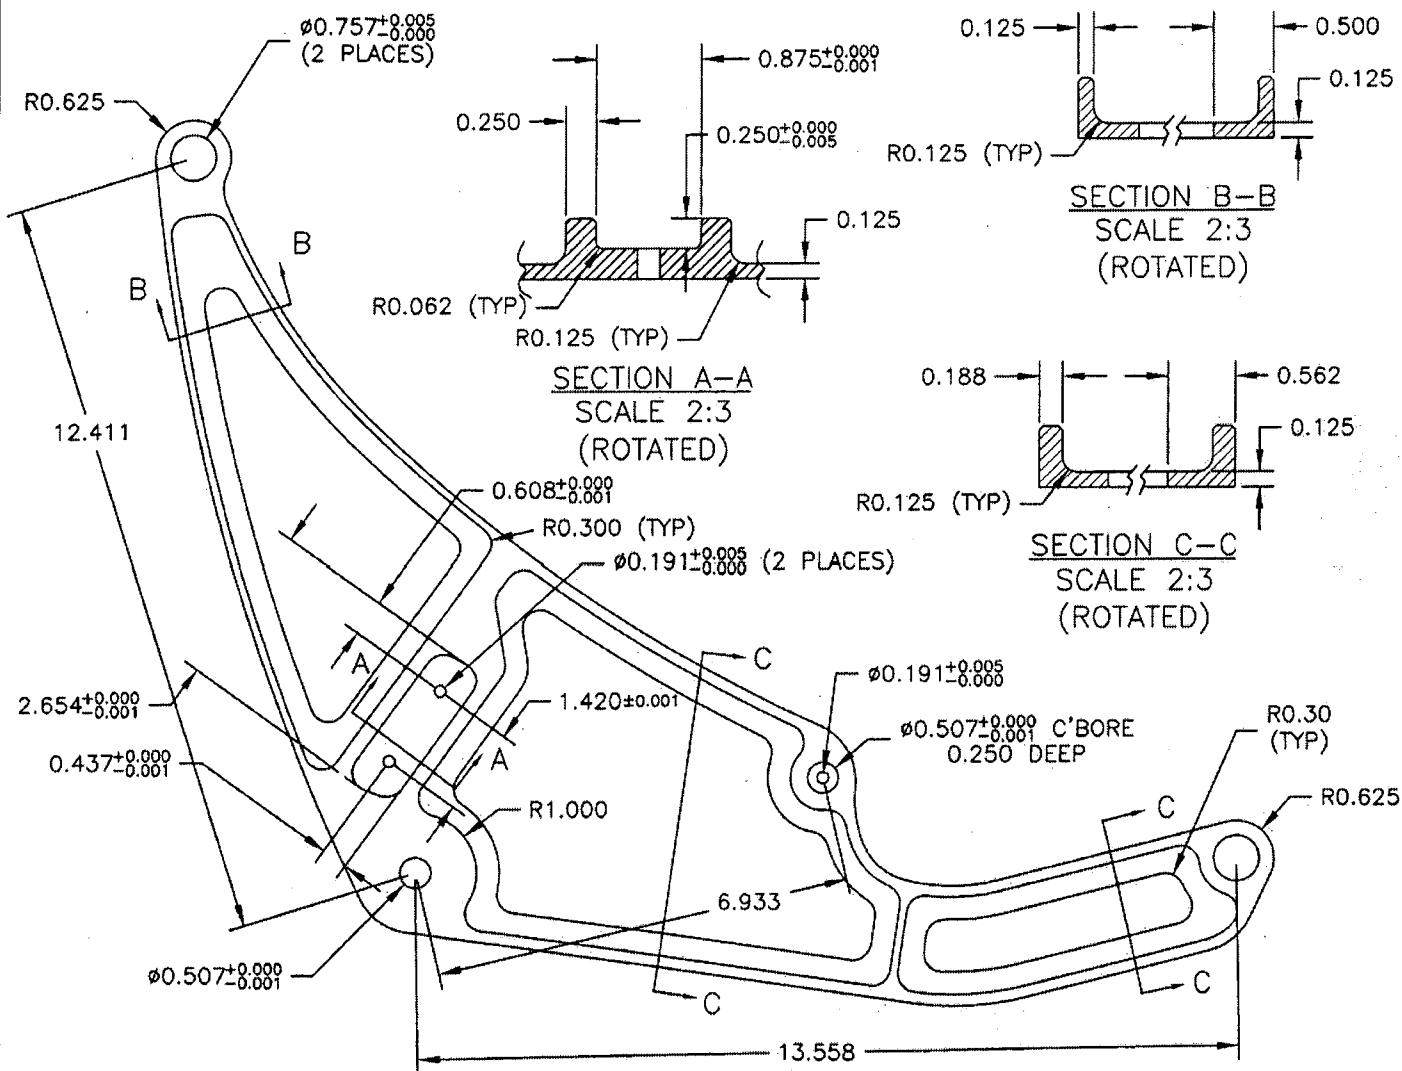 ø0.757+0.005
-0.000
(2 PLACES)
R0.625
0.875+0.000
-0.001
0.250
0.250+0.000
-0.005
0.125
R0.062 (TYP)
R0.125 (TYP)
SECTION A-A
SCALE 2:3
(ROTATED)
0.125
0.500
0.125
R0.125 (TYP)
SECTION B-B
SCALE 2:3
(ROTATED)
0.188
0.562
0.125
R0.125 (TYP)
SECTION C-C
SCALE 2:3
(ROTATED)
B
B
12.411
0.608+0.000
-0.001
R0.300 (TYP)
ø0.191+0.005
-0.000 (2 PLACES)
A
C
ø0.191+0.005
-0.000
2.654+0.000
-0.001
1.420±0.001
ø0.507+0.000
-0.001 C'BORE
0.250 DEEP
R0.30
(TYP)
0.437+0.000
-0.001
A
R1.000
C
R0.625
6.933
ø0.507+0.000
-0.001
C
C
13.558